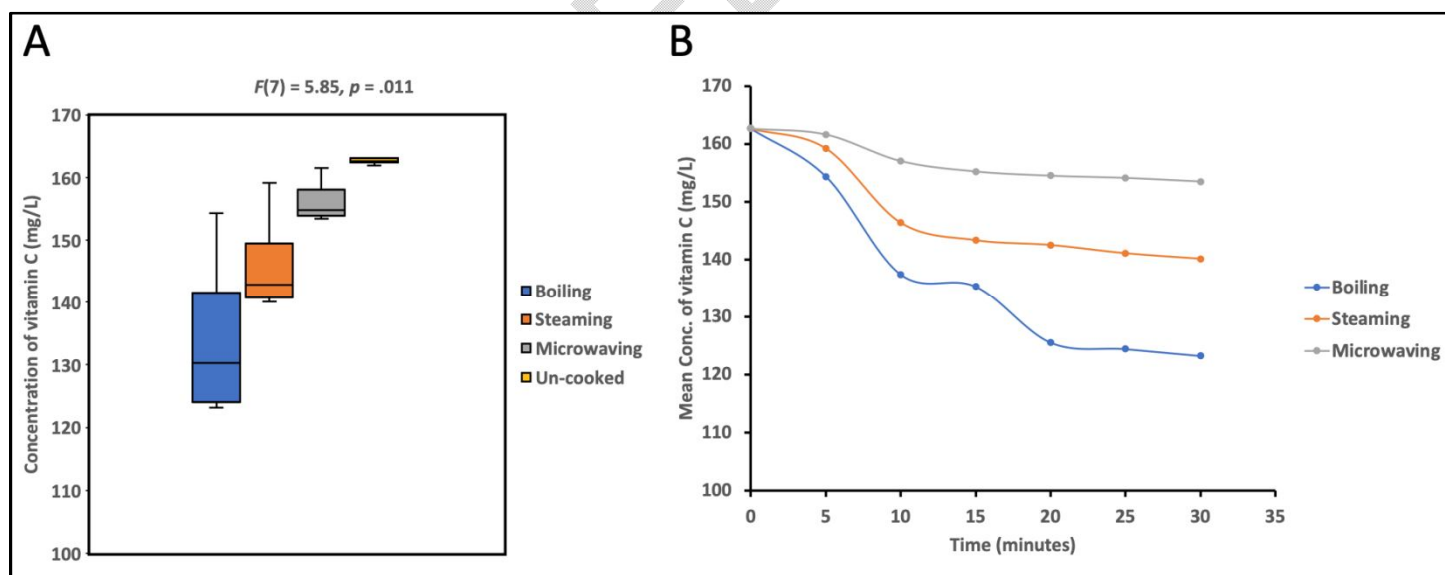 A
F(7) = 5.85, p = .011
Concentration of vitamin C (mg/L)
170
160
150
140
130
120
110
100
Boiling
Steaming
Microwaving
Un-cooked
B
Mean Conc. of vitamin C (mg/L)
170
160
150
140
130
120
110
100
0 5 10 15 20 25 30 35
Time (minutes)
Boiling
Steaming
Microwaving